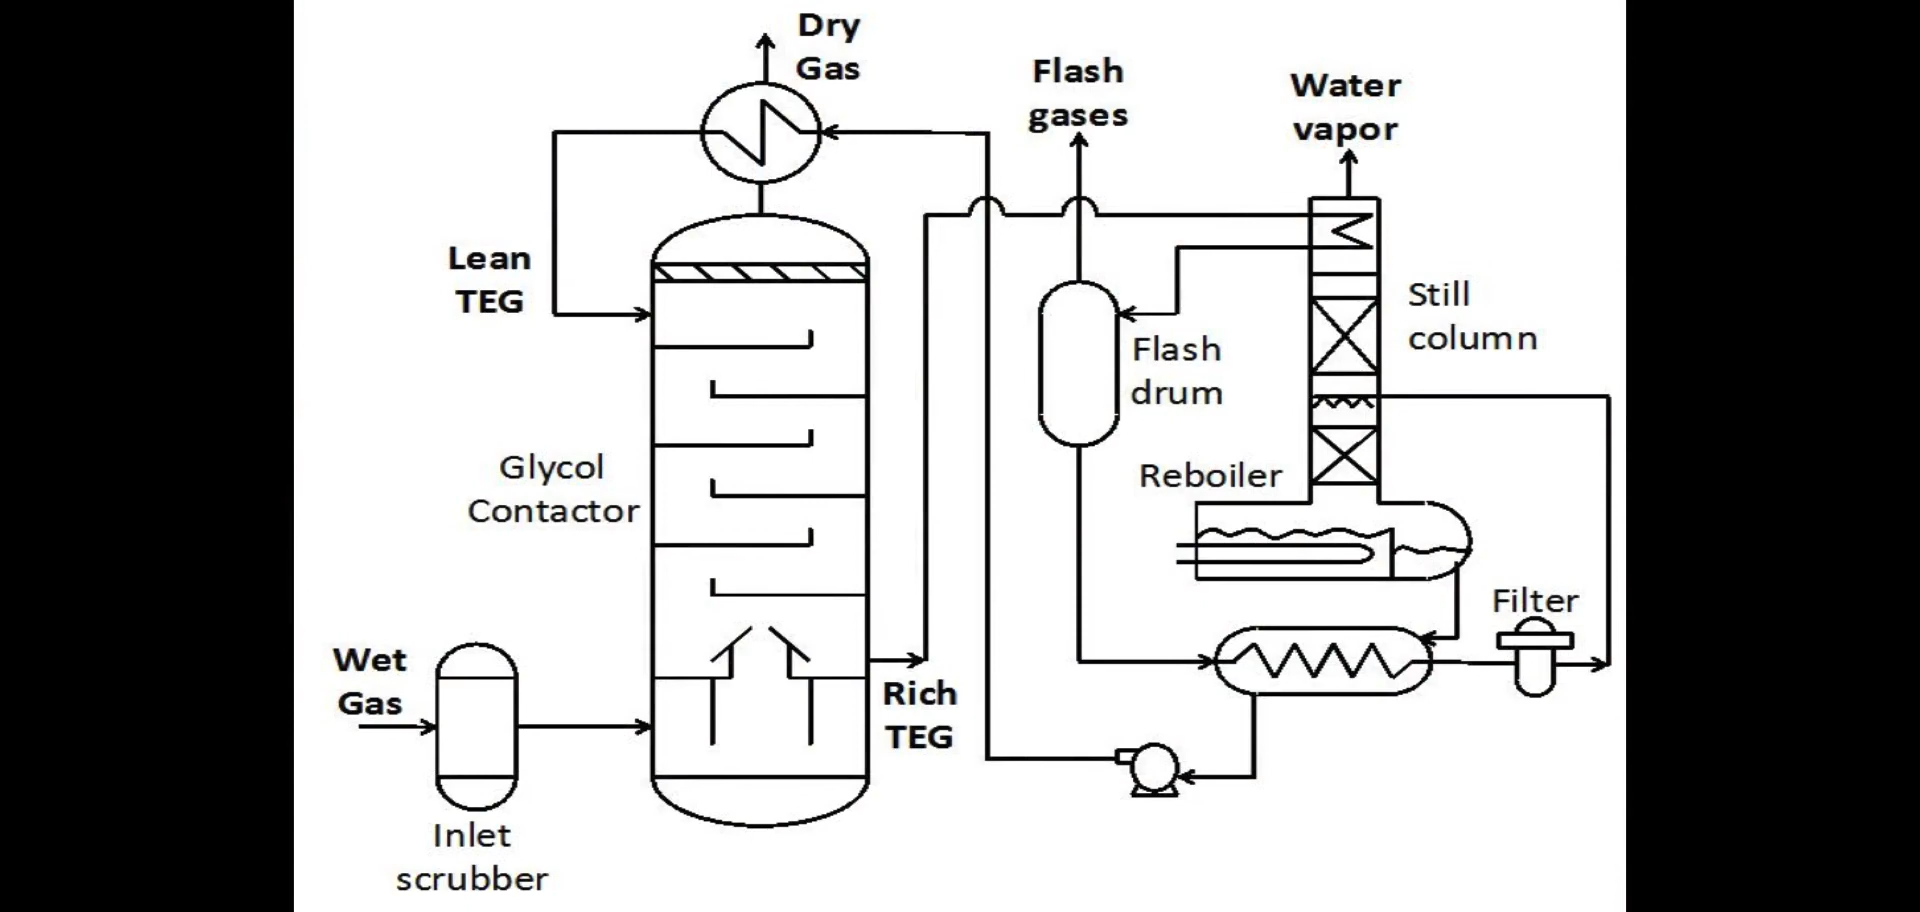 Dry
Gas
Flash
gases
Water
vapor
Lean
TEG
Still
column
Flash
drum
Glycol
Contactor
Reboiler
Filter
Wet
Gas
Rich
TEG
Inlet
scrubber